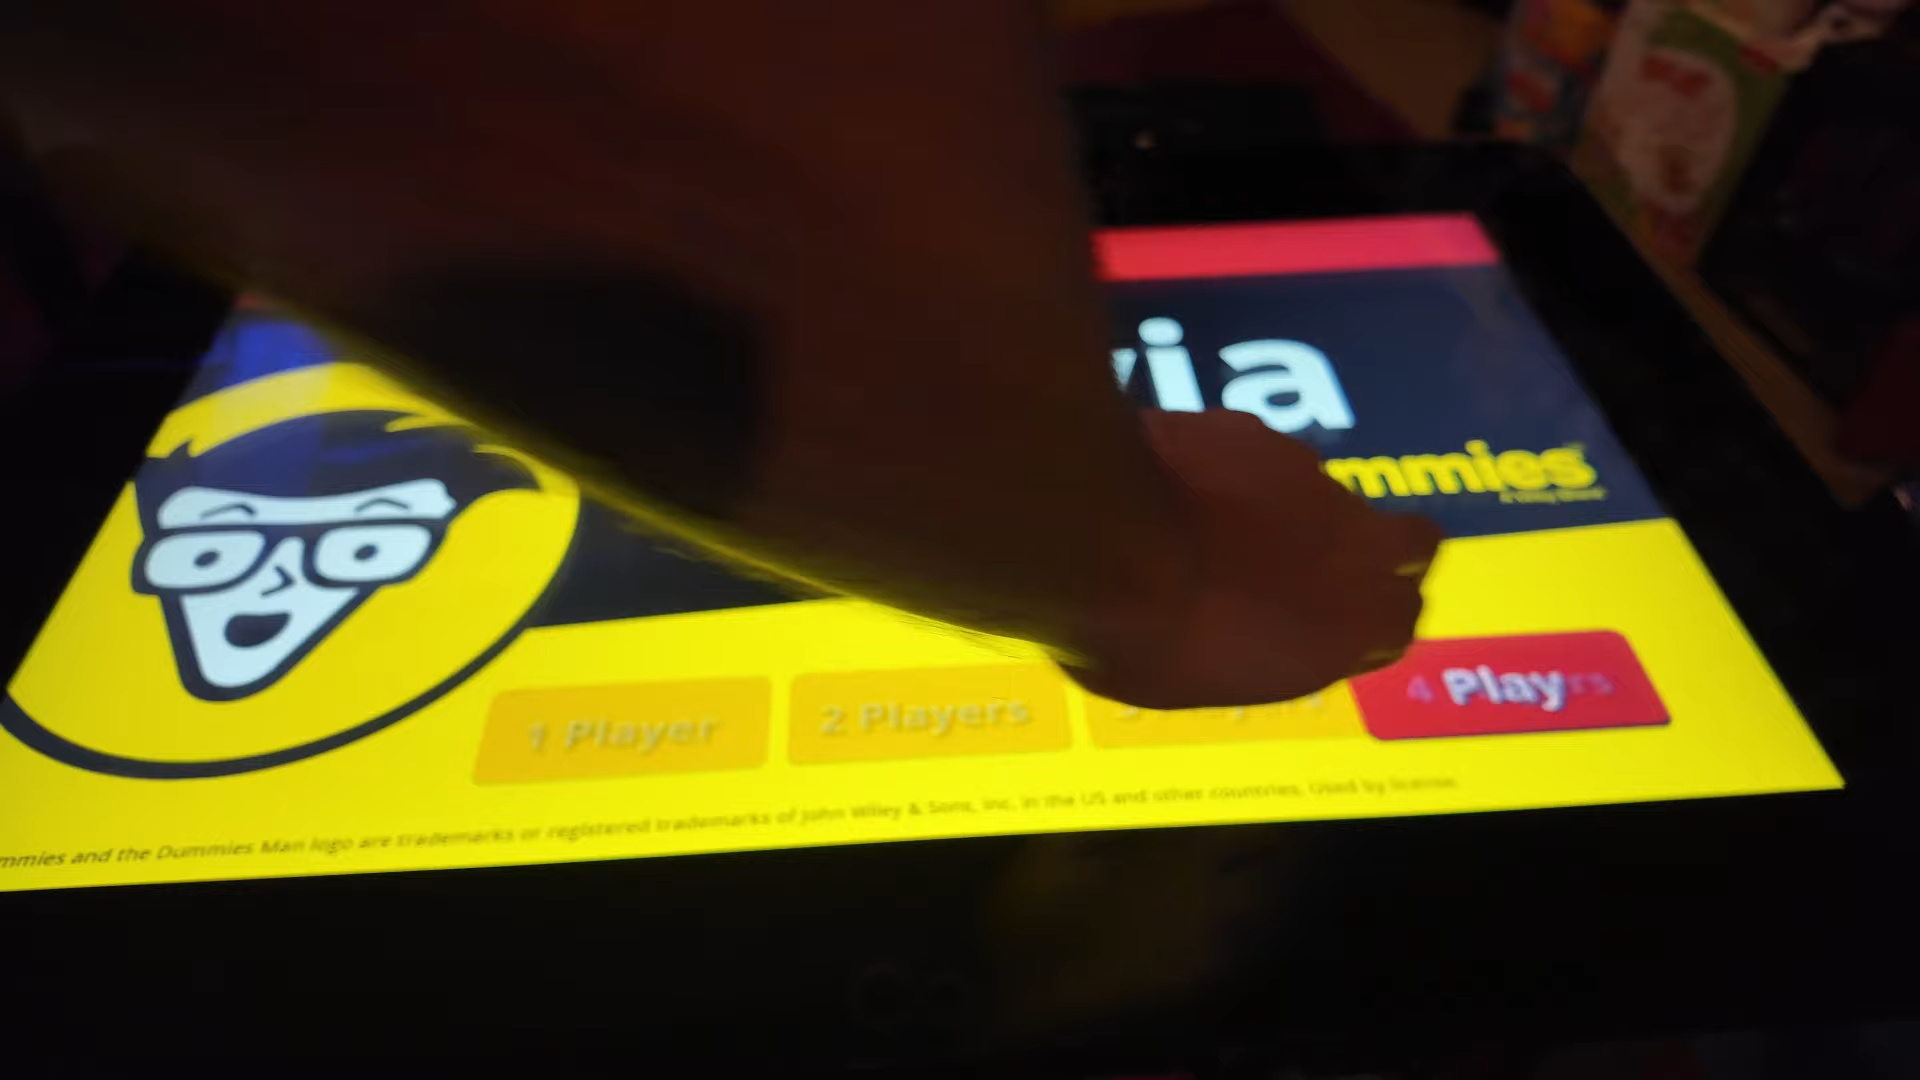 via
mmies
1 Player
2 Players
4 Players
mmies and the Dummies Man logo are trademarks or registered trademarks of John Wiley & Sons, Inc. in the US and other countries. Used by license.